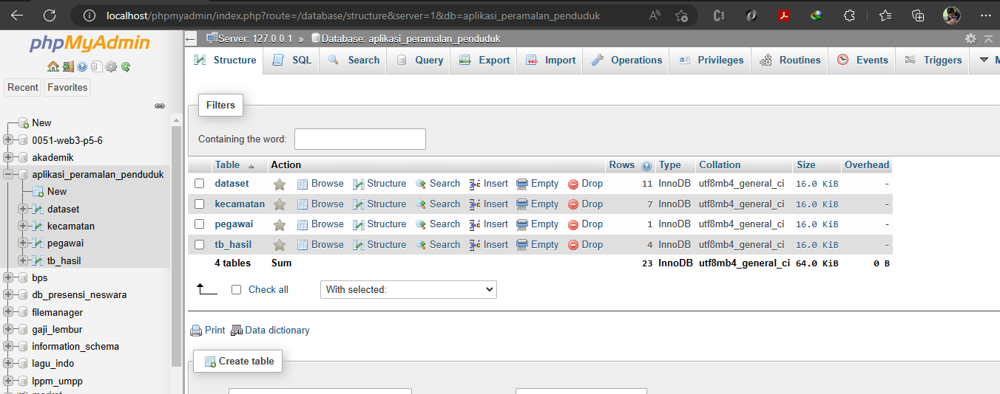 localhost/phpmyadmin/index.php?route=/database/structure&server=1&db=aplikasi_peramalan_penduduk
phpMyAdmin
Recent Favorites
New
0051-web3-p5-6
akademik
aplikasi_peramalan_penduduk
New
dataset
kecamatan
pegawai
tb_hasil
bps
db_presensi_neswara
filemanager
gaji_lembur
information_schema
lagu_indo
lppm_umpp
market
Server: 127.0.0.1 » Database: aplikasi_peramalan_penduduk
Structure SQL Search Query Export Import Operations Privileges Routines Events Triggers M
Filters
Containing the word:
Table Action Rows Type Collation Size Overhead
dataset Browse Structure Search Insert Empty Drop 11 InnoDB utf8mb4_general_ci 16.0 KiB -
kecamatan Browse Structure Search Insert Empty Drop 7 InnoDB utf8mb4_general_ci 16.0 KiB -
pegawai Browse Structure Search Insert Empty Drop 1 InnoDB utf8mb4_general_ci 16.0 KiB -
tb_hasil Browse Structure Search Insert Empty Drop 4 InnoDB utf8mb4_general_ci 16.0 KiB -
4 tables Sum 23 InnoDB utf8mb4_general_ci 64.0 KiB 0 B
Check all With selected:
Print Data dictionary
Create table